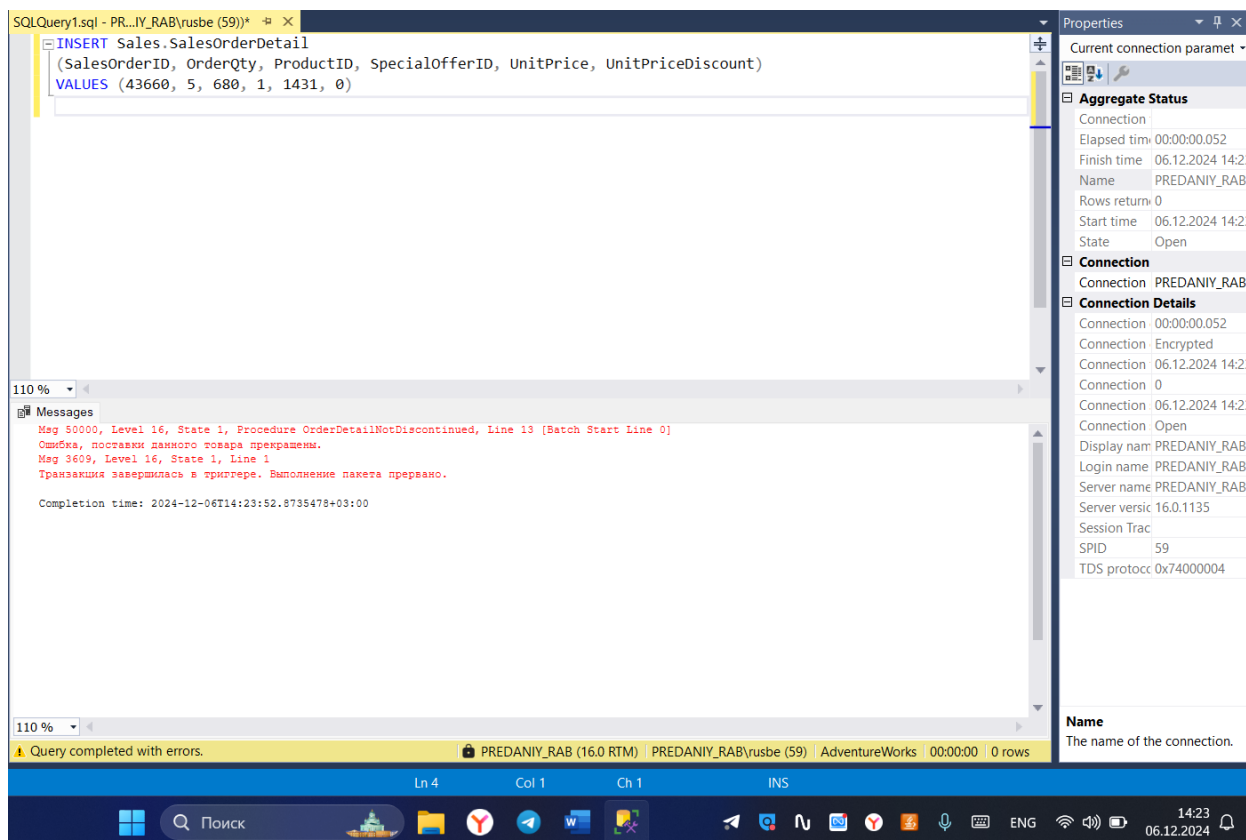 SQLQuery1.sql - PR...IY_RAB\rusbe (59))*
INSERT Sales.SalesOrderDetail
(SalesOrderID, OrderQty, ProductID, SpecialOfferID, UnitPrice, UnitPriceDiscount)
VALUES (43660, 5, 680, 1, 1431, 0)
110 %
Messages
Msg 50000, Level 16, State 1, Procedure OrderDetailNotDiscontinued, Line 13 [Batch Start Line 0]
Ошибка, поставки данного товара прекращены.
Msg 3609, Level 16, State 1, Line 1
Транзакция завершилась в триггере. Выполнение пакета прервано.
Completion time: 2024-12-06T14:23:52.8735478+03:00
110 %
Query completed with errors.
PREDANIY_RAB (16.0 RTM)
PREDANIY_RAB\rusbe (59)
AdventureWorks
00:00:00
0 rows
Properties
Current connection paramet
Aggregate Status
Connection
Elapsed tim 00:00:00.052
Finish time 06.12.2024 14:2
Name PREDANIY_RAB
Rows return 0
Start time 06.12.2024 14:2
State Open
Connection
Connection PREDANIY_RAB
Connection Details
Connection 00:00:00.052
Connection Encrypted
Connection 06.12.2024 14:2
Connection 0
Connection 06.12.2024 14:2
Connection Open
Display nam PREDANIY_RAB
Login name PREDANIY_RAB
Server name PREDANIY_RAB
Server versic 16.0.1135
Session Trac
SPID 59
TDS protocc 0x74000004
Name
The name of the connection.
Ln 4
Col 1
Ch 1
INS
Поиск
ENG
14:23
06.12.2024